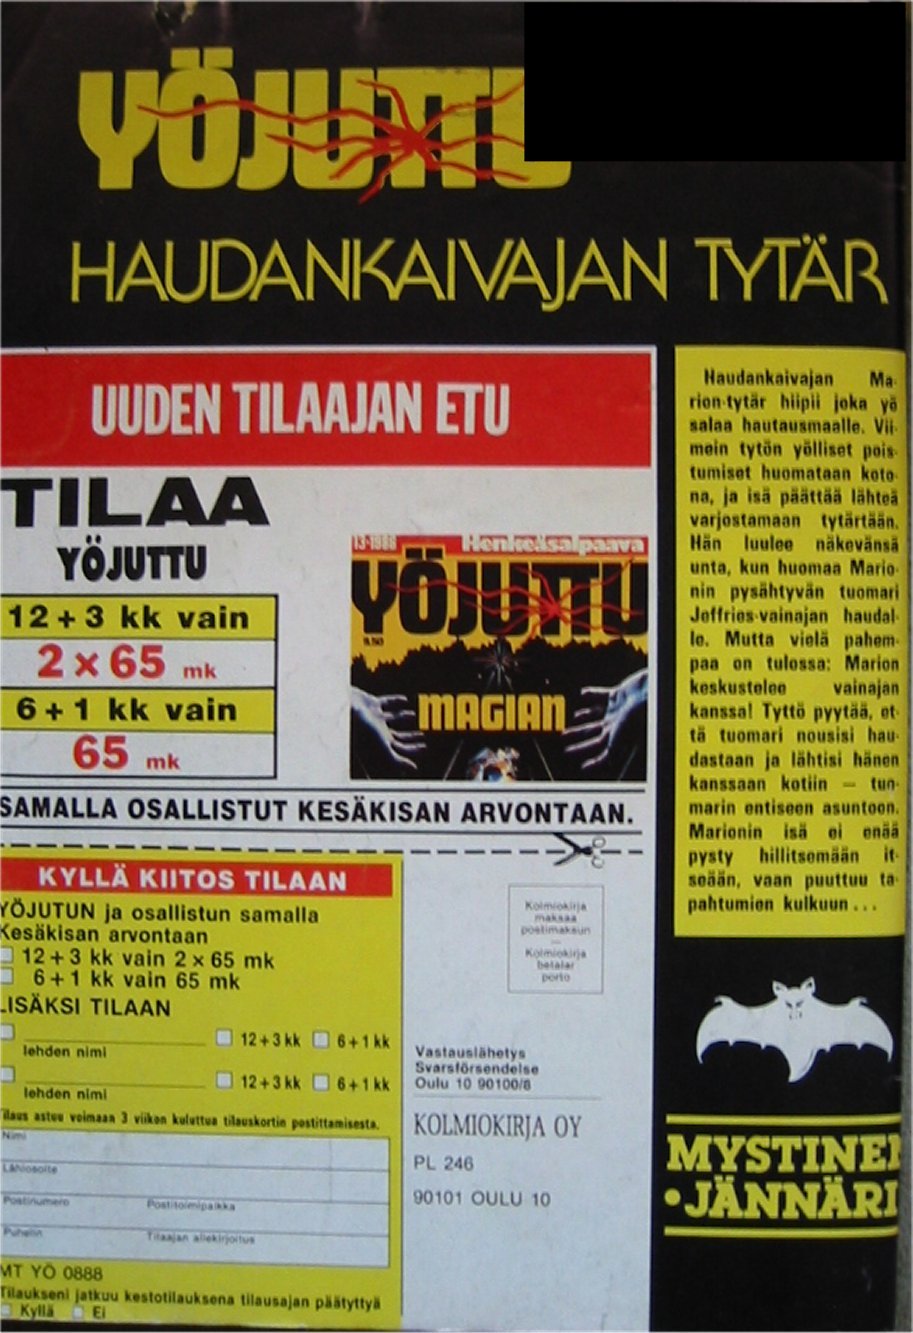 YÖJUTTU
HAUDANKAIVAJAN TYTÄR
UUDEN TILAAJAN ETU
TILAA
YÖJUTTU
12 + 3 kk vain
2 x 65 mk
6 + 1 kk vain
65 mk
13-1988 Henkeäsalpaava
YÖJUTTU
9,50
MAGIAN
SAMALLA OSALLISTUT KESÄKISAN ARVONTAAN.
KYLLÄ KIITOS TILAAN
YÖJUTUN ja osallistun samalla
Kesäkisan arvontaan
12 + 3 kk vain 2 x 65 mk
6 + 1 kk vain 65 mk
LISÄKSI TILAAN
12 + 3 kk 6 + 1 kk
lehden nimi
12 + 3 kk 6 + 1 kk
lehden nimi
Tilaus astuu voimaan 3 viikon kuluttua tilauskortin postittamisesta.
Nimi
Lähiosoite
Postinumero Postitoimipaikka
Puhelin Tilaajan allekirjoitus
MT YÖ 0888
Tilaukseni jatkuu kestotilauksena tilausajan päätyttyä
Kyllä Ei
Kolmiokirja
maksaa
postimaksun
—
Kolmiokirja
betalar
porto
Vastauslähetys
Svarsförsendelse
Oulu 10 90100/8
KOLMIOKIRJA OY
PL 246
90101 OULU 10
Haudankaivajan Ma-
rion-tytär hiipii joka yö
salaa hautausmaalle. Vii-
mein tytön yölliset pois-
tumiset huomataan koto-
na, ja isä päättää lähteä
varjostamaan tytärtään.
Hän luulee näkevänsä
unta, kun huomaa Mario-
nin pysähtyvän tuomari
Jeffries-vainajan haudal-
le. Mutta vielä pahem-
paa on tulossa: Marion
keskustelee vainajan
kanssa! Tyttö pyytää, et-
tä tuomari nousisi hau-
dastaan ja lähtisi hänen
kanssaan kotiin — tuo-
marin entiseen asuntoon.
Marionin isä ei enää
pysty hillitsemään it-
seään, vaan puuttuu ta-
pahtumien kulkuun . . .
MYSTINEN
•JÄNNÄRI